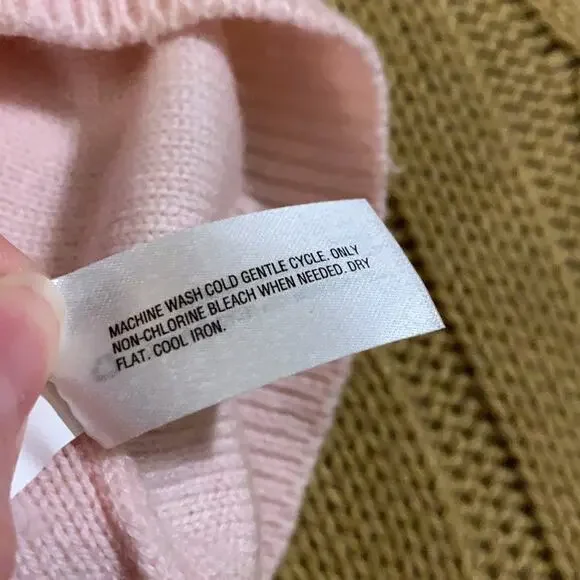 MACHINE WASH COLD GENTLE CYCLE. ONLY
NON-CHLORINE BLEACH WHEN NEEDED. DRY
FLAT. COOL IRON.